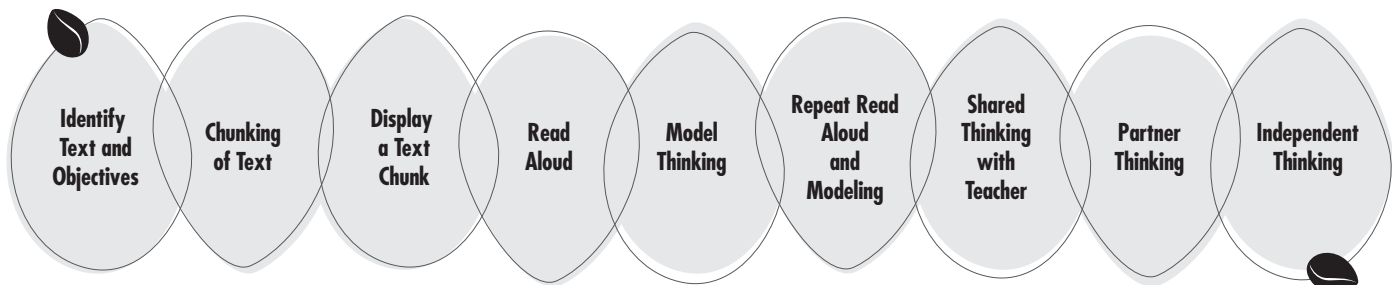 Identify
Text and
Objectives
Chunking
of Text
Display
a Text
Chunk
Read
Aloud
Model
Thinking
Repeat Read
Aloud
and
Modeling
Shared
Thinking
with
Teacher
Partner
Thinking
Independent
Thinking